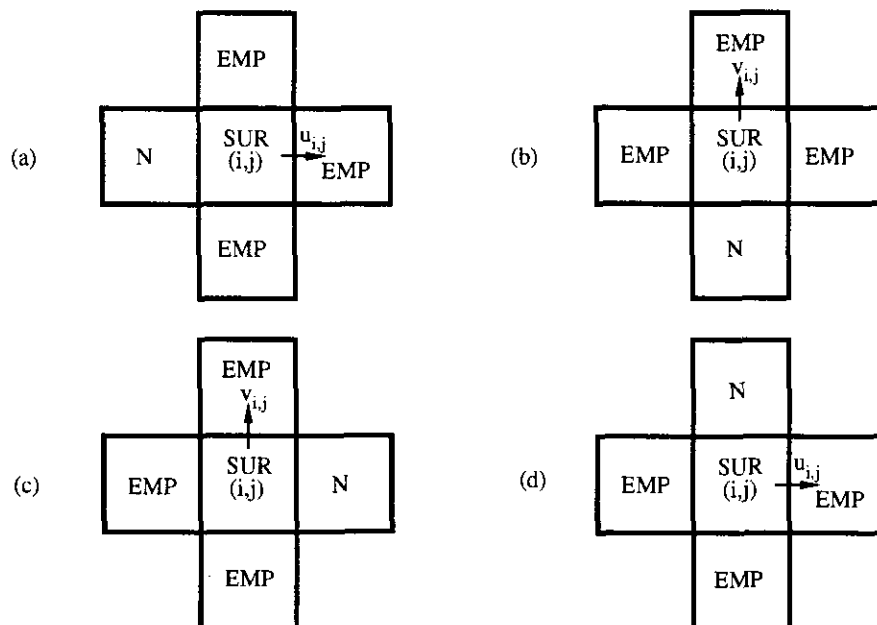 EMP
N
SUR
(i,j)
u_{i,j}
EMP
EMP
(a)
EMP
v_{i,j}
EMP
SUR
(i,j)
EMP
N
(b)
EMP
v_{i,j}
EMP
SUR
(i,j)
N
EMP
(c)
N
EMP
SUR
(i,j)
u_{i,j}
EMP
EMP
(d)